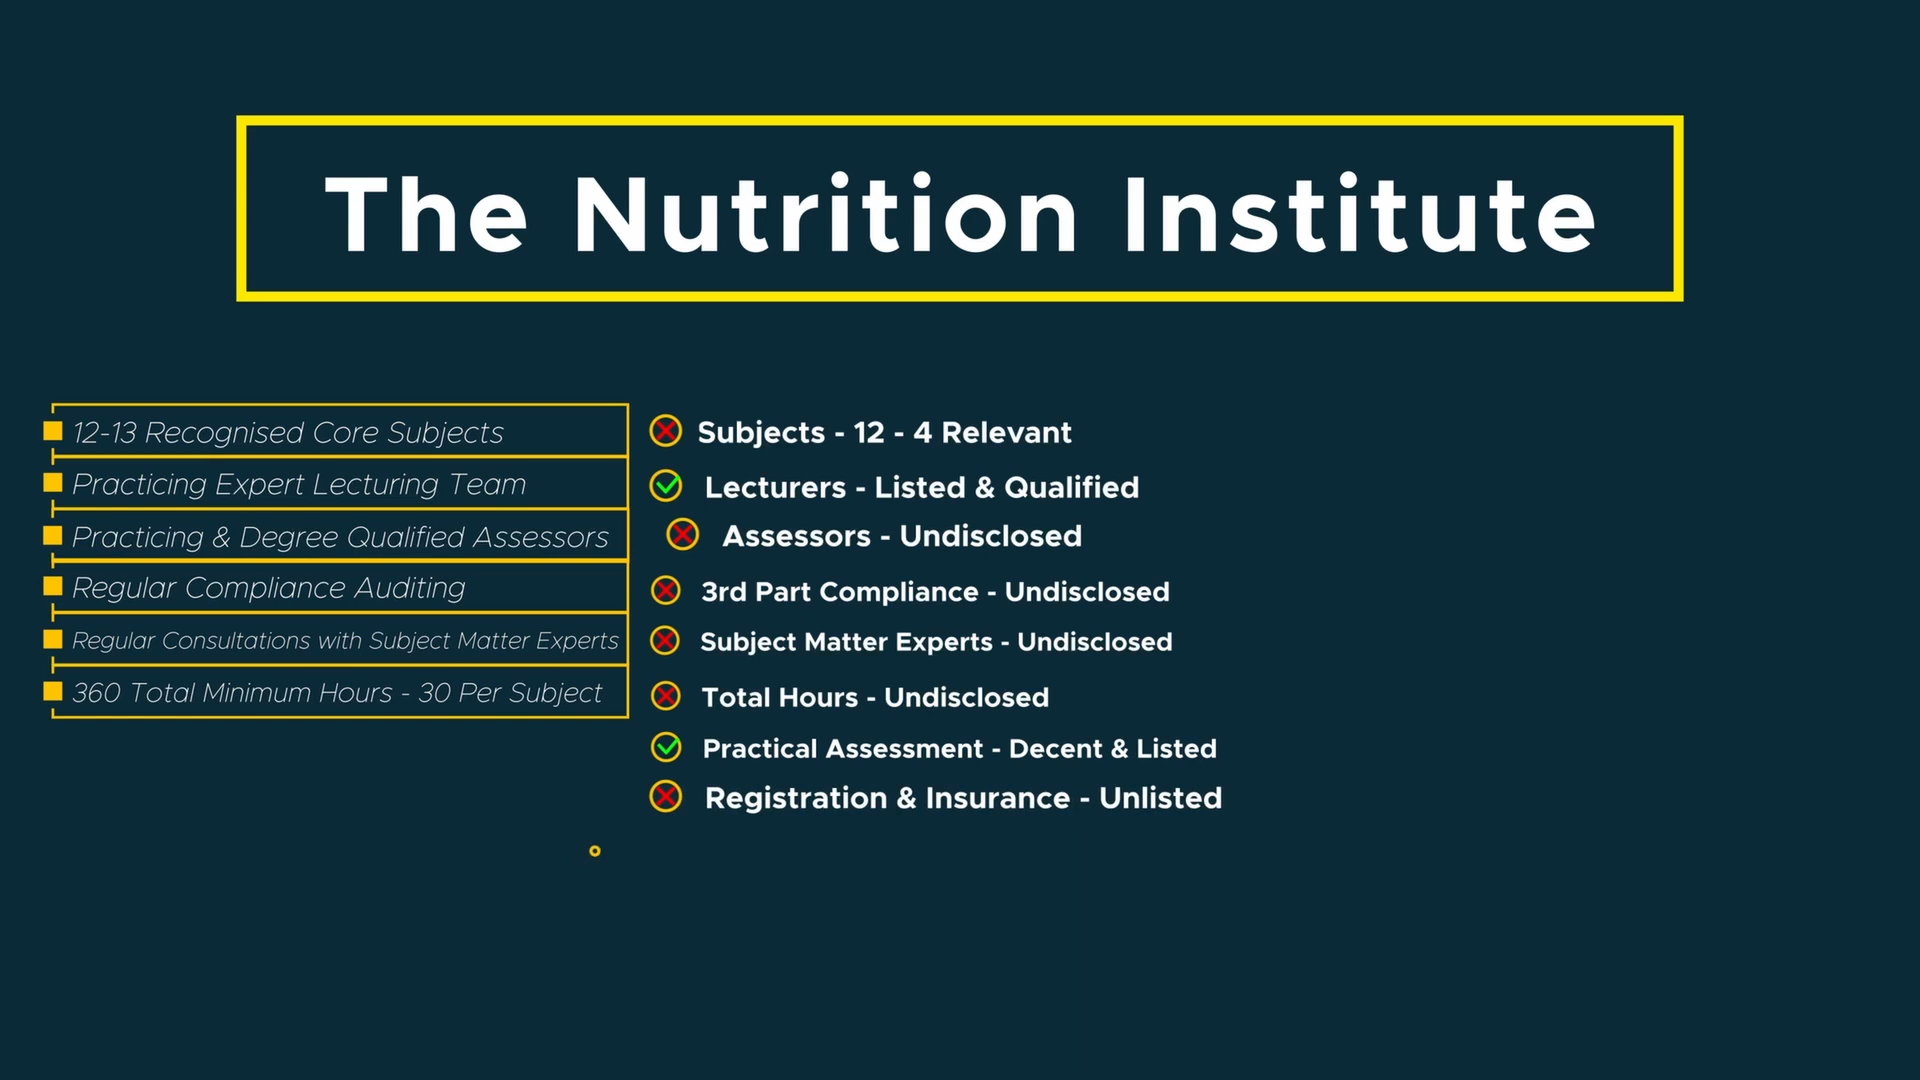 The Nutrition Institute
12-13 Recognised Core Subjects
Practicing Expert Lecturing Team
Practicing & Degree Qualified Assessors
Regular Compliance Auditing
Regular Consultations with Subject Matter Experts
360 Total Minimum Hours - 30 Per Subject
Subjects - 12 - 4 Relevant
Lecturers - Listed & Qualified
Assessors - Undisclosed
3rd Part Compliance - Undisclosed
Subject Matter Experts - Undisclosed
Total Hours - Undisclosed
Practical Assessment - Decent & Listed
Registration & Insurance - Unlisted